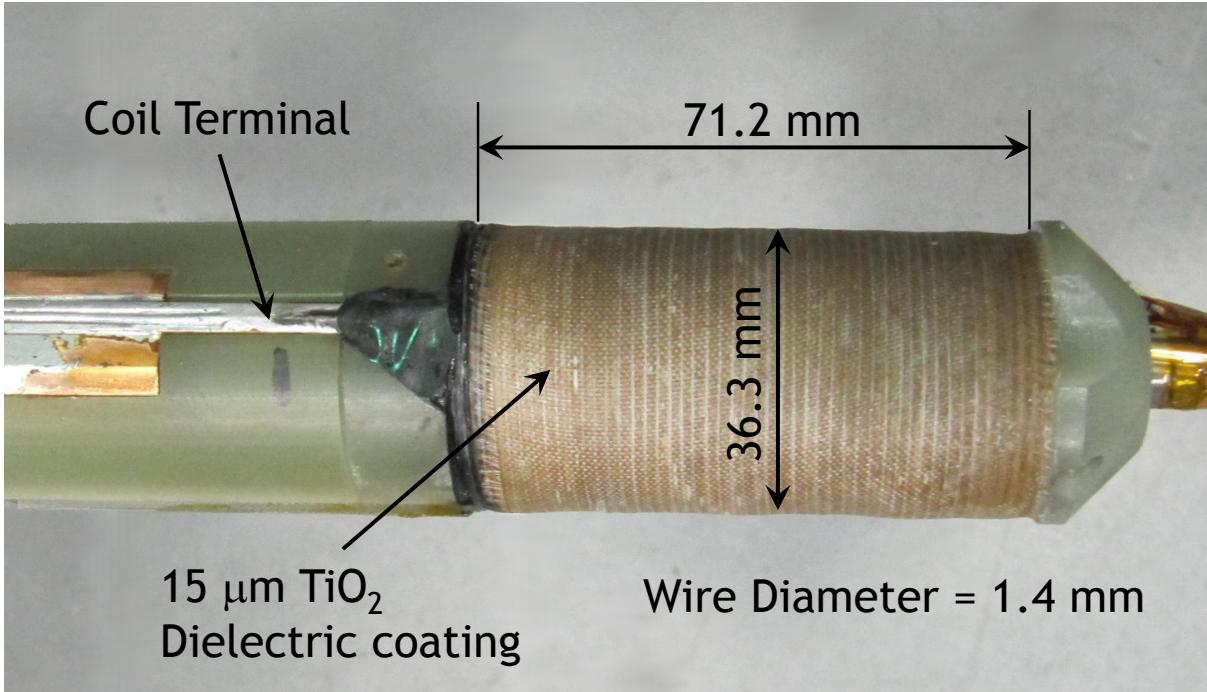 Coil Terminal
71.2 mm
36.3 mm
15 μm TiO₂
Dielectric coating
Wire Diameter = 1.4 mm